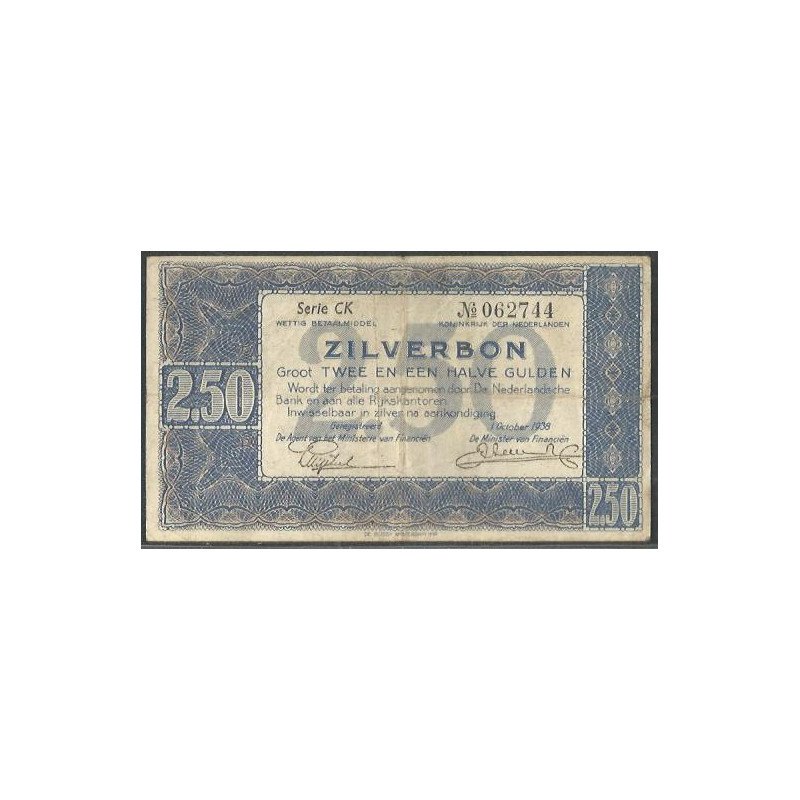 Serie CK № 062744
WETTIG BETAALMIDDEL KONINKRIJK DER NEDERLANDEN
ZILVERBON
Groot TWEE EN EEN HALVE GULDEN
Wordt ter betaling aangenomen door De Nederlandsche
Bank en aan alle Rijkskantoren.
Inwisselbaar in zilver na aankondiging
Geregistreerd 1 October 1938
De Agent van het Ministerie van Financiën De Minister van Financiën
2.50
2.50
2.50